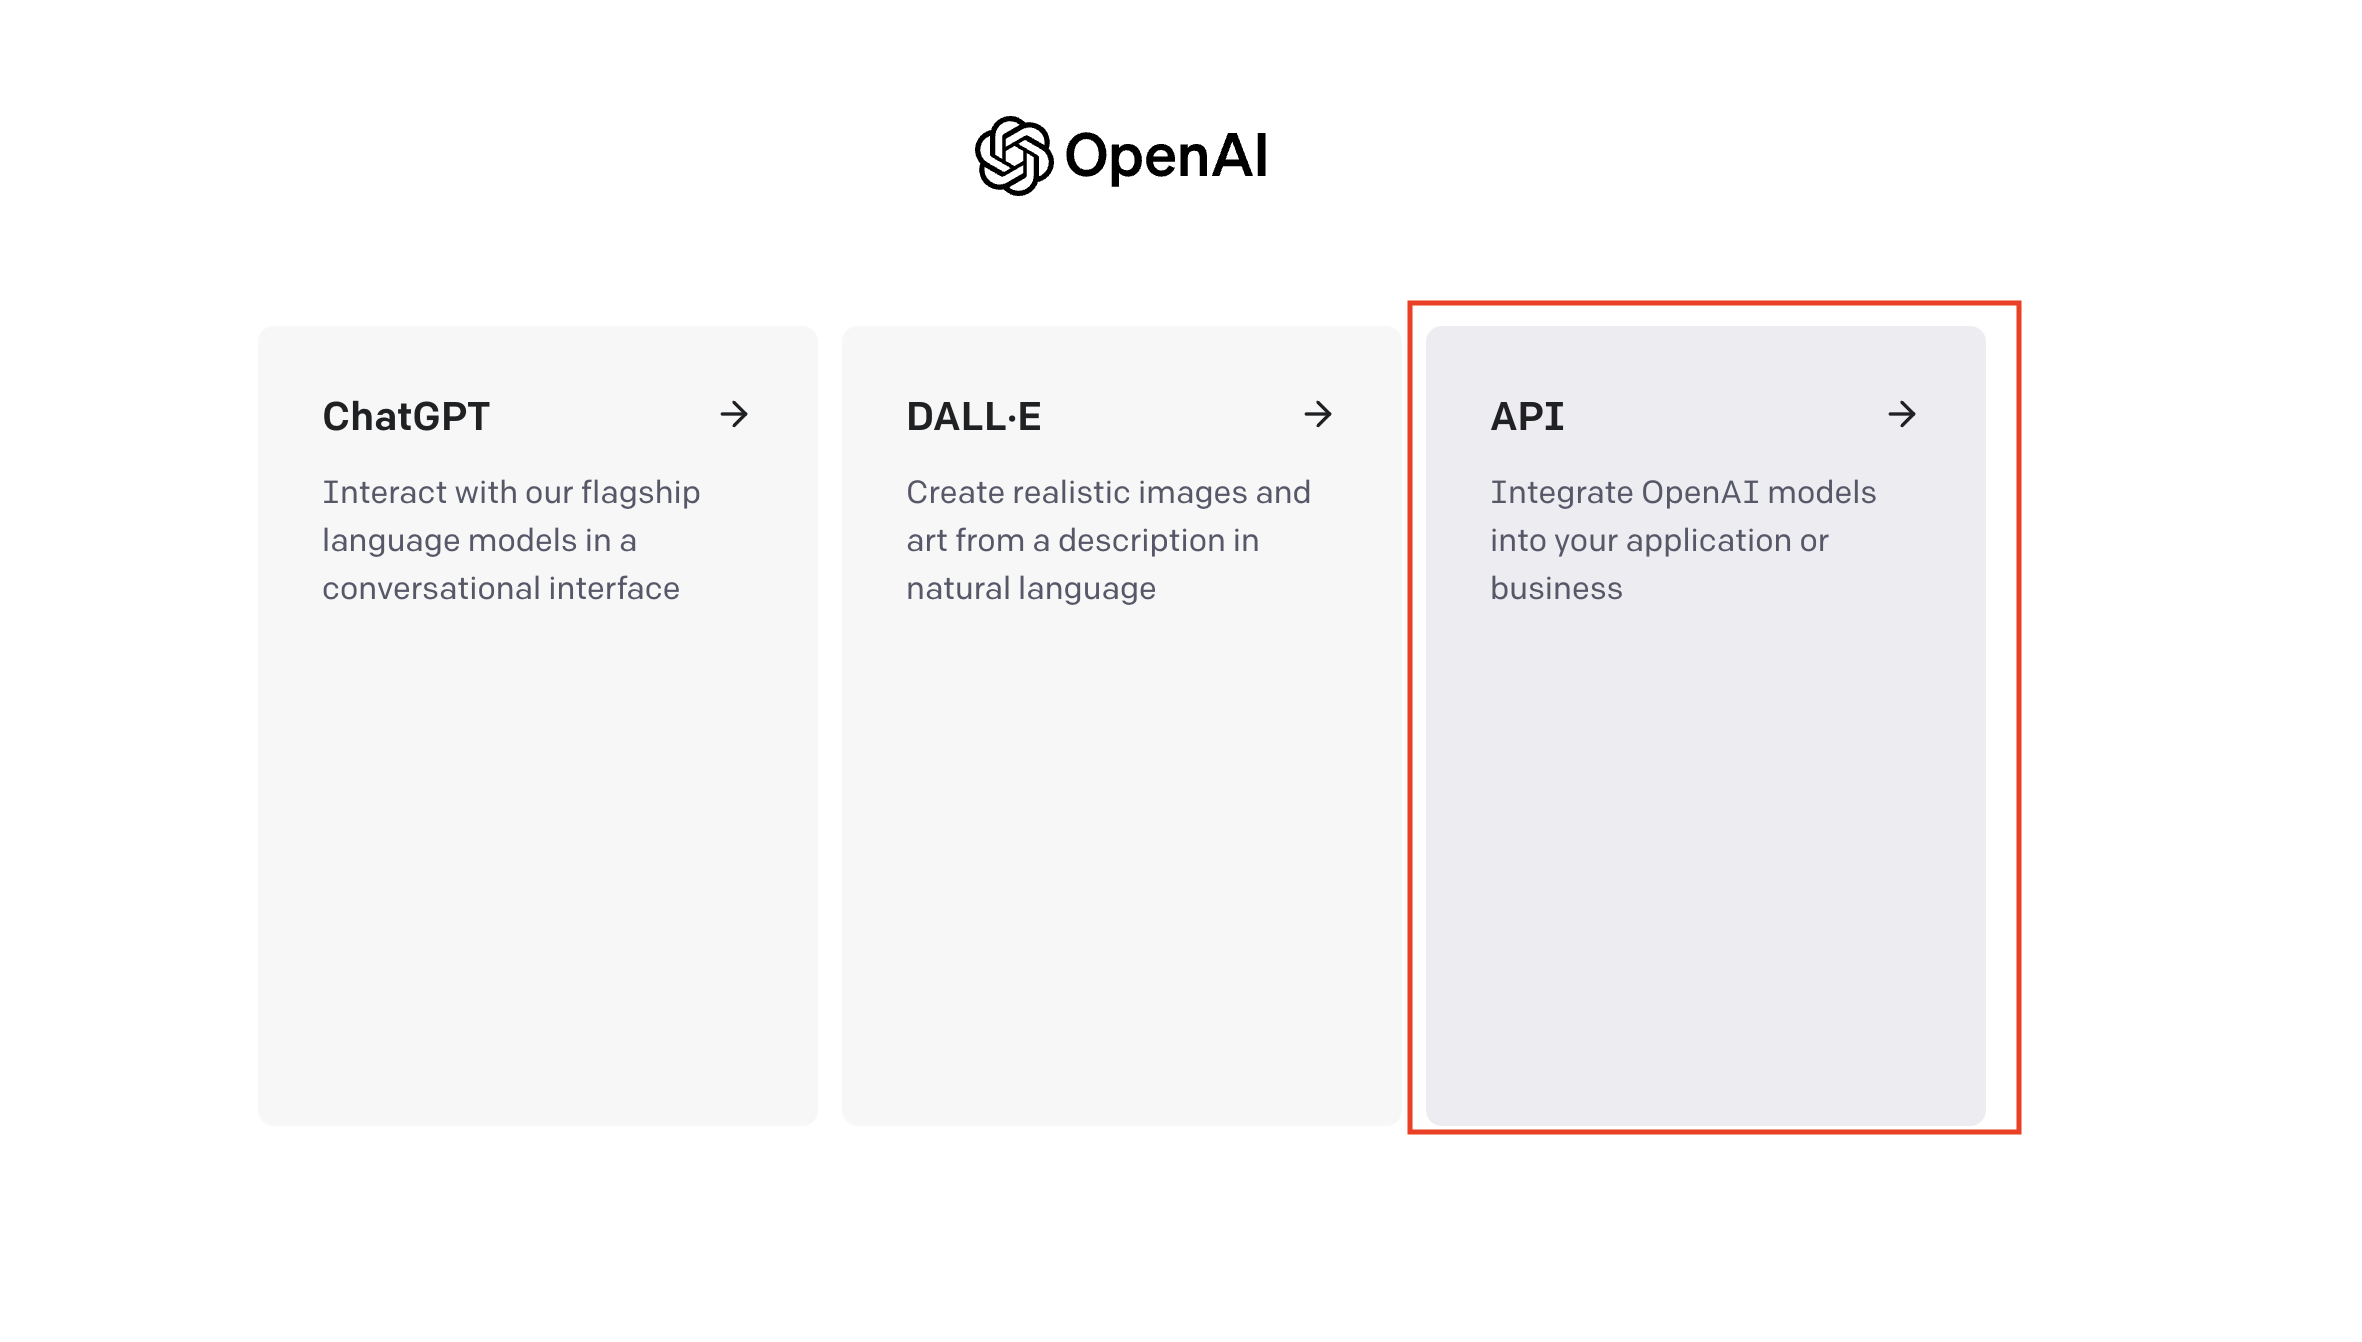 OpenAI
ChatGPT
Interact with our flagship
language models in a
conversational interface
DALL·E
Create realistic images and
art from a description in
natural language
API
Integrate OpenAI models
into your application or
business